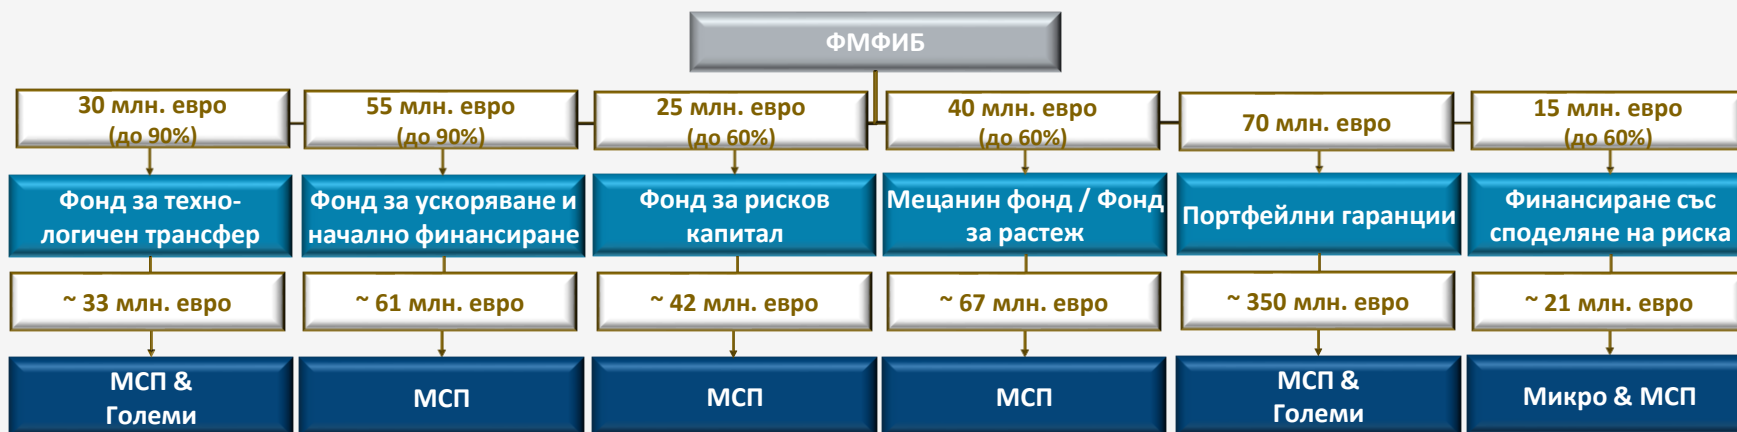 ФМФИБ
30 млн. евро
(до 90%)
55 млн. евро
(до 90%)
25 млн. евро
(до 60%)
40 млн. евро
(до 60%)
70 млн. евро
15 млн. евро
(до 60%)
Фонд за техно-
логичен трансфер
Фонд за ускоряване и
начално финансиране
Фонд за рисков
капитал
Мецанин фонд / Фонд
за растеж
Портфейлни гаранции
Финансиране със
споделяне на риска
~ 33 млн. евро
~ 61 млн. евро
~ 42 млн. евро
~ 67 млн. евро
~ 350 млн. евро
~ 21 млн. евро
МСП &
Големи
МСП
МСП
МСП
МСП &
Големи
Микро & МСП